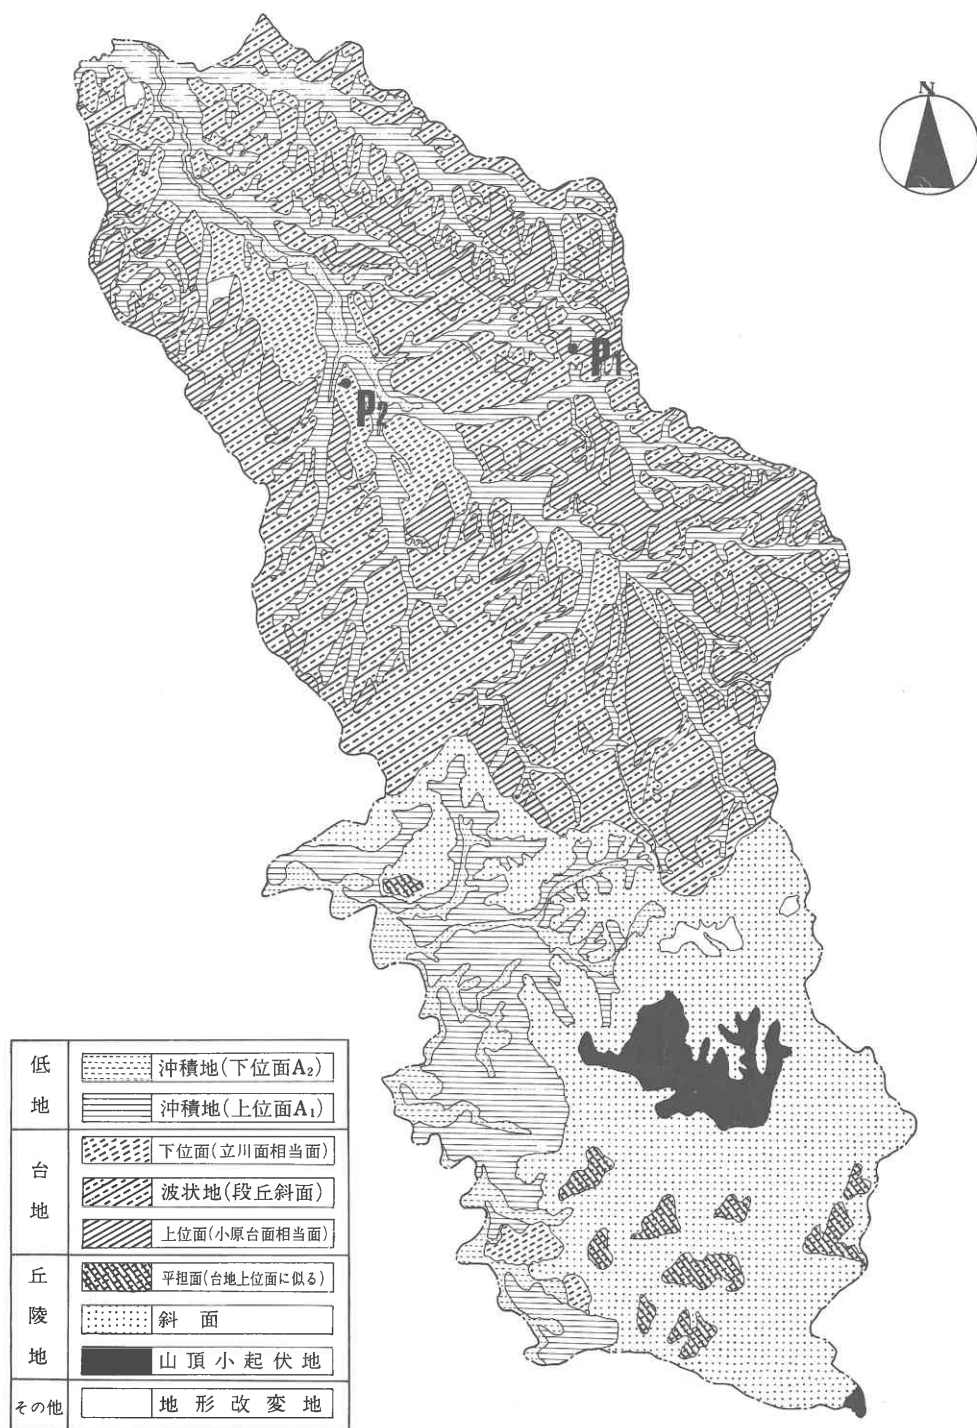 N
P1
P2
低地
沖積地(下位面A₂)
沖積地(上位面A₁)
台地
下位面(立川面相当面)
波状地(段丘斜面)
上位面(小原台面相当面)
丘陵地
平担面(台地上位面に似る)
斜面
山頂小起伏地
その他
地形改変地